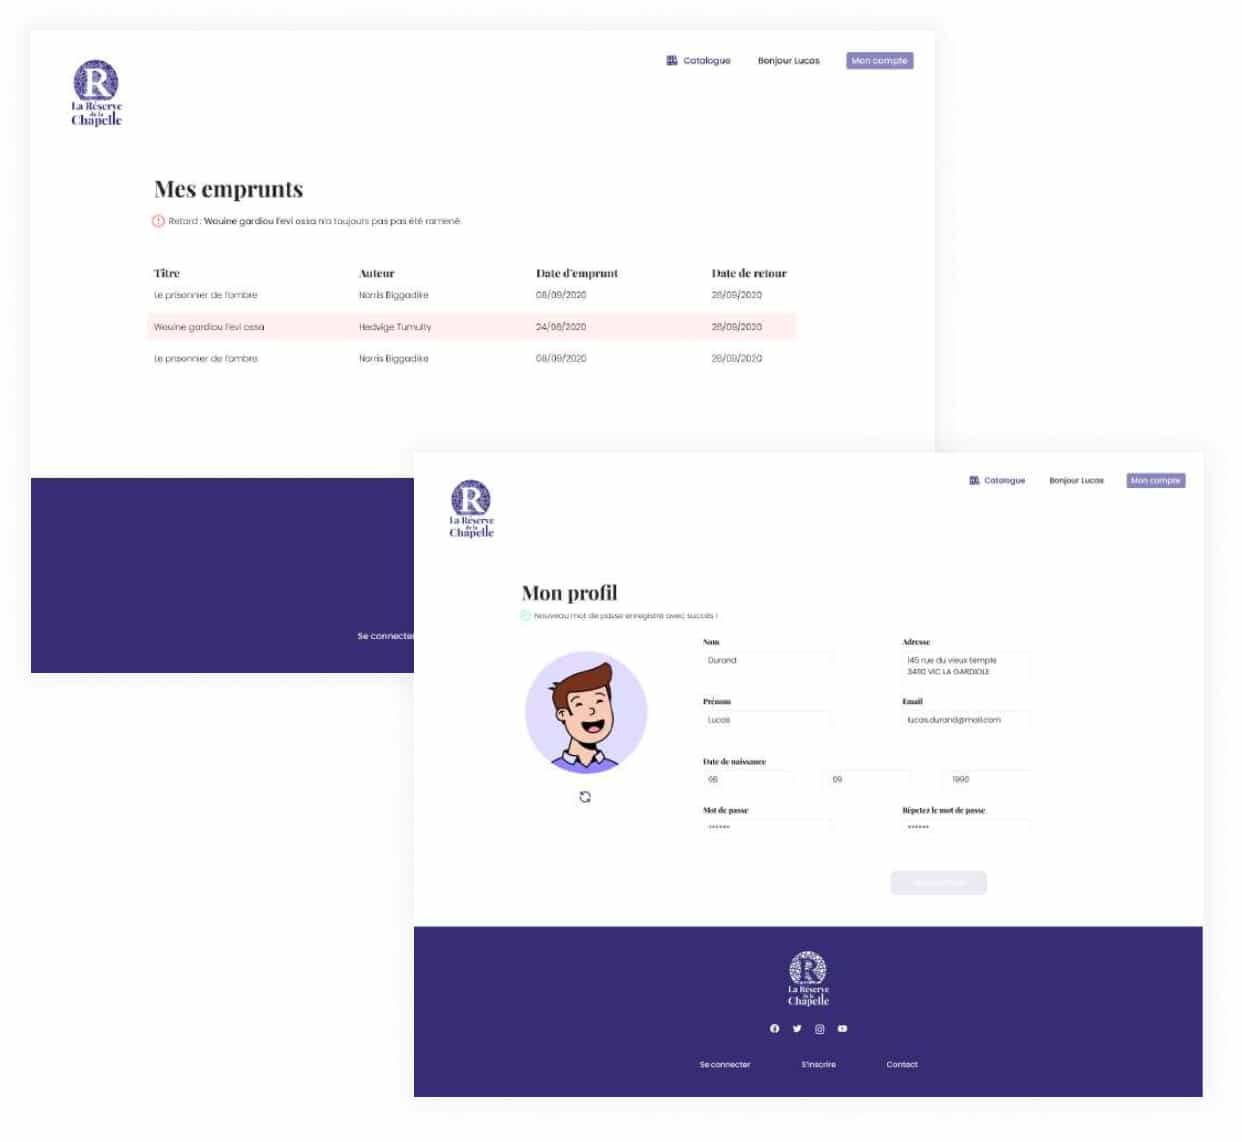 Catalogue Bonjour Lucas Mon compte
R
La Réserve
de la
Chapelle
Mes emprunts
Retard : Wouine gardiou l'evi ossa n'a toujours pas pas été ramené.
Titre Auteur Date d'emprunt Date de retour
Le prisonnier de l'ombre Norris Biggadike 08/09/2020 28/09/2020
Wouine gardiou l'evi ossa Hedvige Tumulty 24/08/2020 28/09/2020
Le prisonnier de l'ombre Norris Biggadike 08/09/2020 28/09/2020
Se connecter
Catalogue Bonjour Lucas Mon compte
R
La Réserve
de la
Chapelle
Mon profil
Nouveau mot de passe enregistré avec succès !
Nom Adresse
Durand 145 rue du vieux temple
34110 VIC LA GARDIOLE
Prénom Email
Lucas lucas.durand@mail.com
Date de naissance
08 09 1990
Mot de passe Répetez le mot de passe
****** ******
R
La Réserve
de la
Chapelle
Se connecter S'inscrire Contact